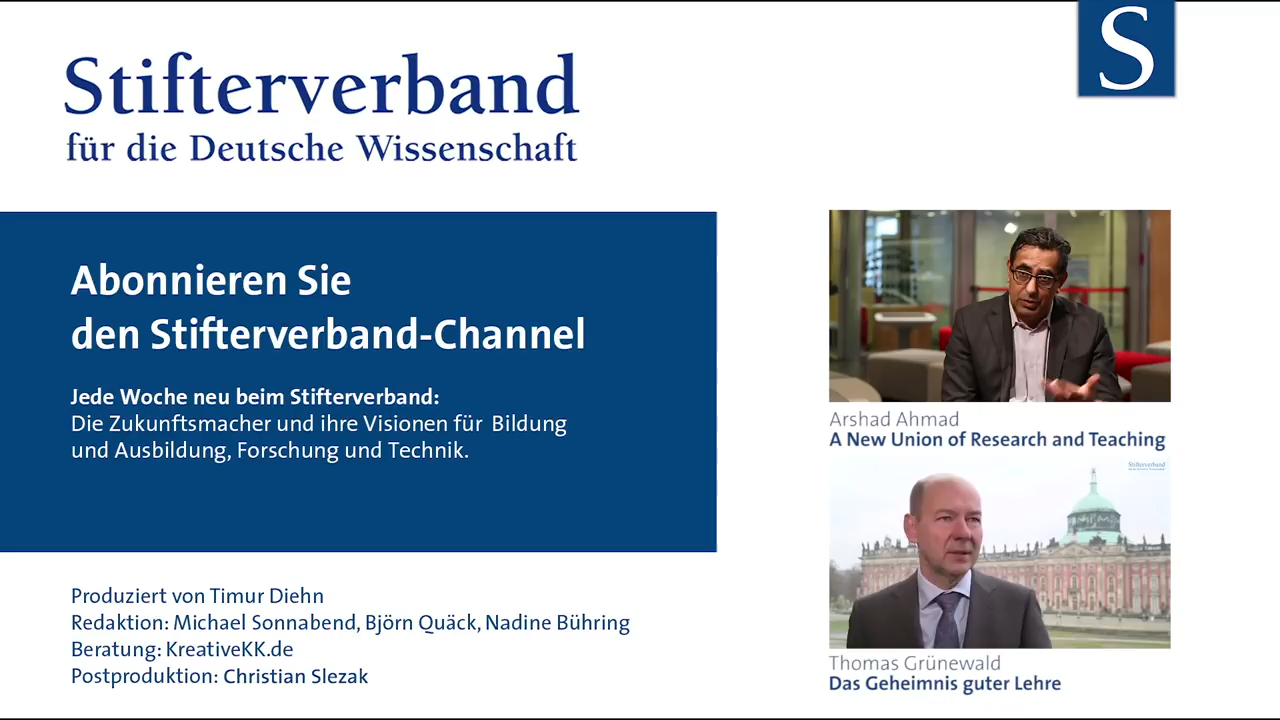 Stifterverband
für die Deutsche Wissenschaft
S
Abonnieren Sie
den Stifterverband-Channel
Jede Woche neu beim Stifterverband:
Die Zukunftsmacher und ihre Visionen für Bildung
und Ausbildung, Forschung und Technik.
Produziert von Timur Diehn
Redaktion: Michael Sonnabend, Björn Quäck, Nadine Bühring
Beratung: KreativeKK.de
Postproduktion: Christian Slezak
Arshad Ahmad
A New Union of Research and Teaching
Stifterverband
Thomas Grünewald
Das Geheimnis guter Lehre